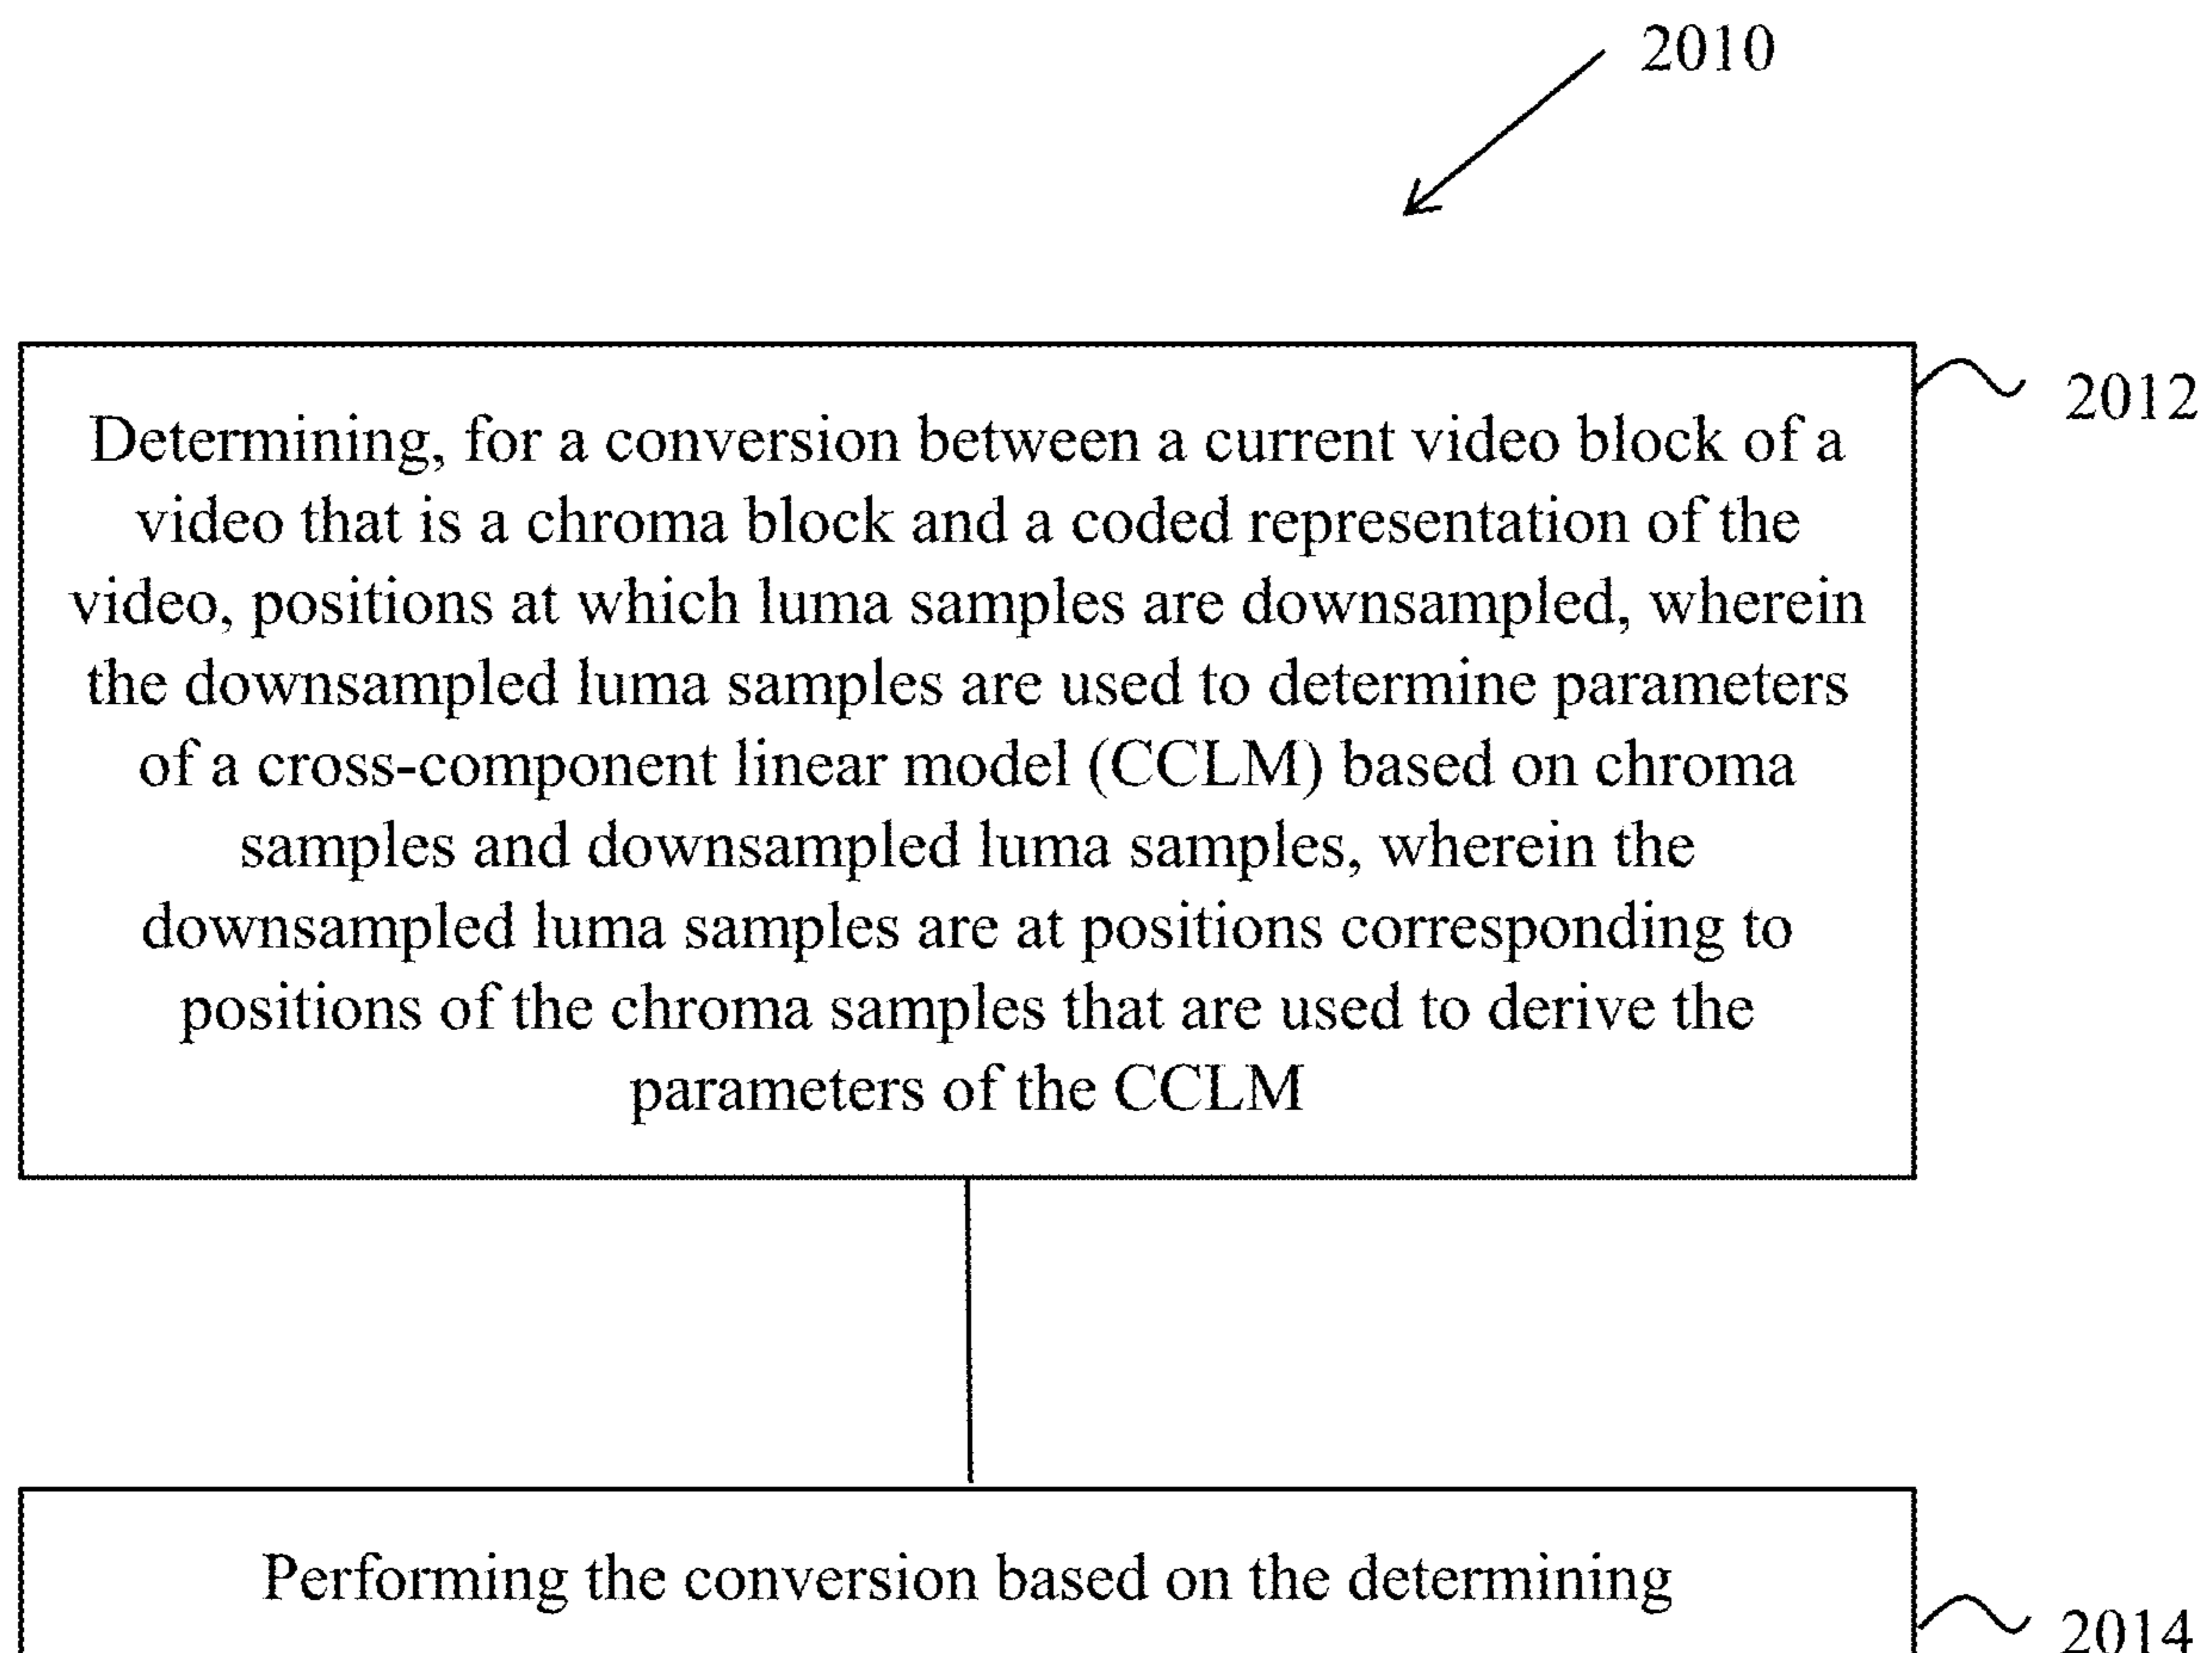 2010
2012
Determining, for a conversion between a current video block of a
video that is a chroma block and a coded representation of the
video, positions at which luma samples are downsampled, wherein
the downsampled luma samples are used to determine parameters
of a cross-component linear model (CCLM) based on chroma
samples and downsampled luma samples, wherein the
downsampled luma samples are at positions corresponding to
positions of the chroma samples that are used to derive the
parameters of the CCLM
Performing the conversion based on the determining
2014